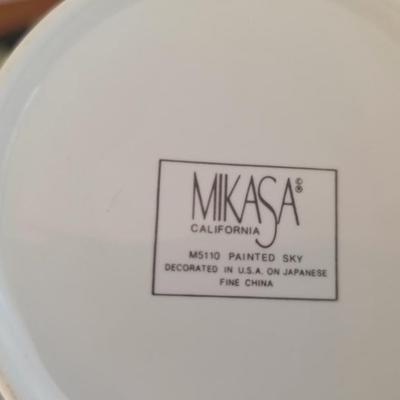 MIKASA©®
CALIFORNIA
M5110 PAINTED SKY
DECORATED IN U.S.A. ON JAPANESE
FINE CHINA